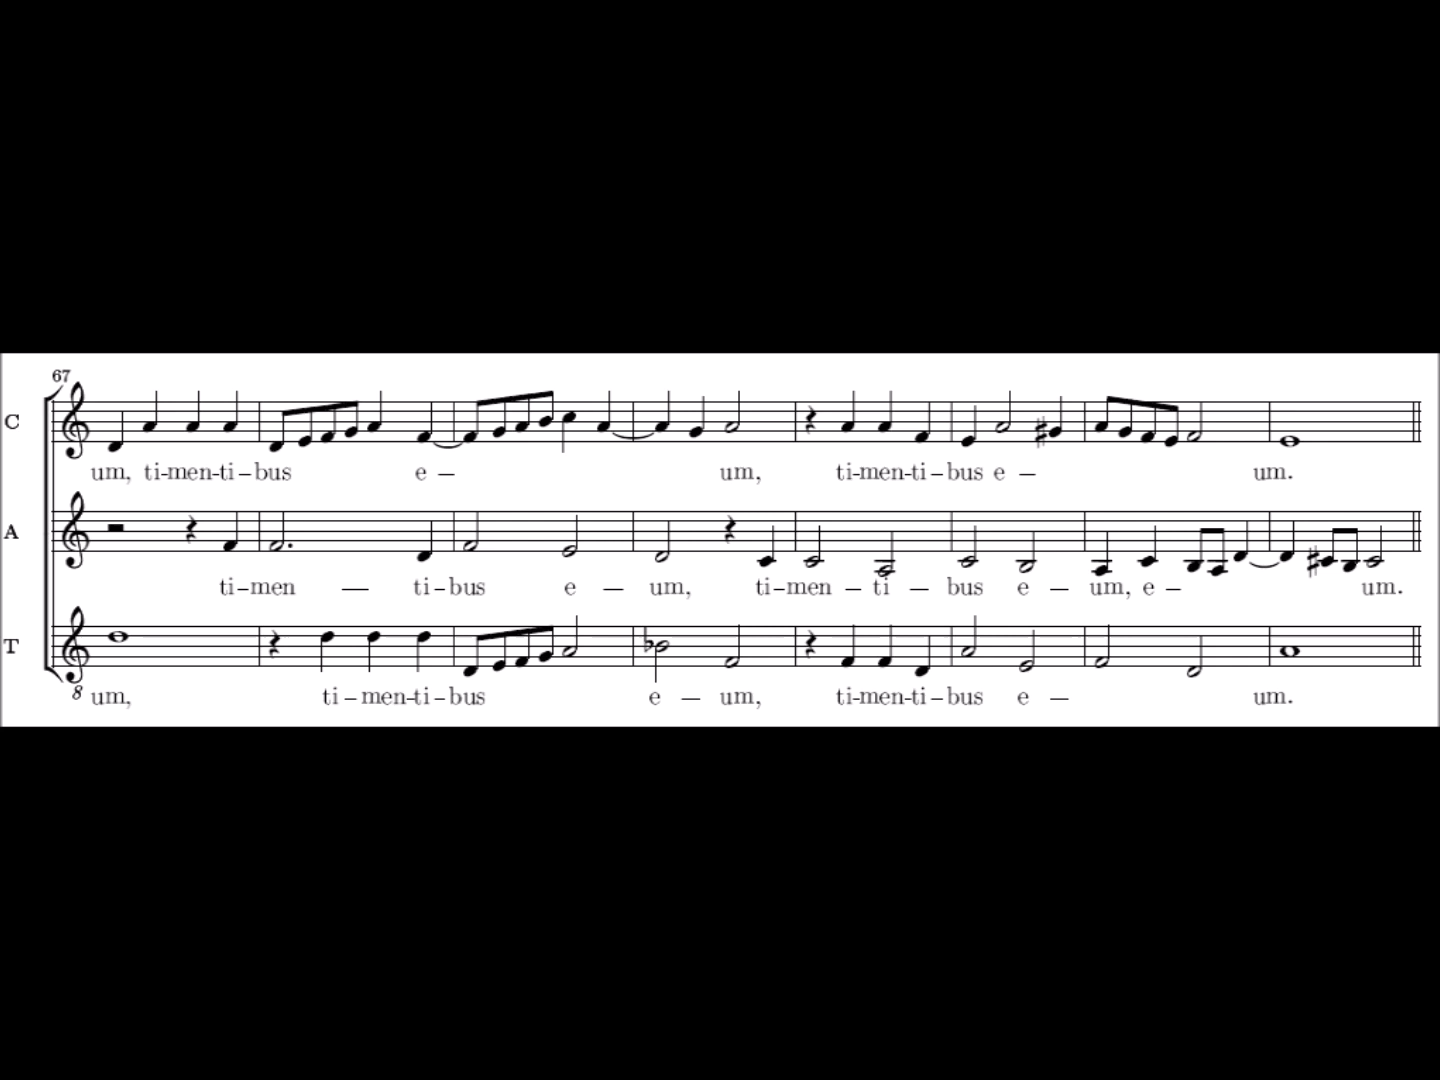 67
C
um, ti-men-ti-bus e — um, ti-men-ti-bus e — um.
A
ti-men — ti-bus e — um, ti-men — ti — bus e — um, e — um.
T
8 um, ti-men-ti-bus e — um, ti-men-ti-bus e — um.